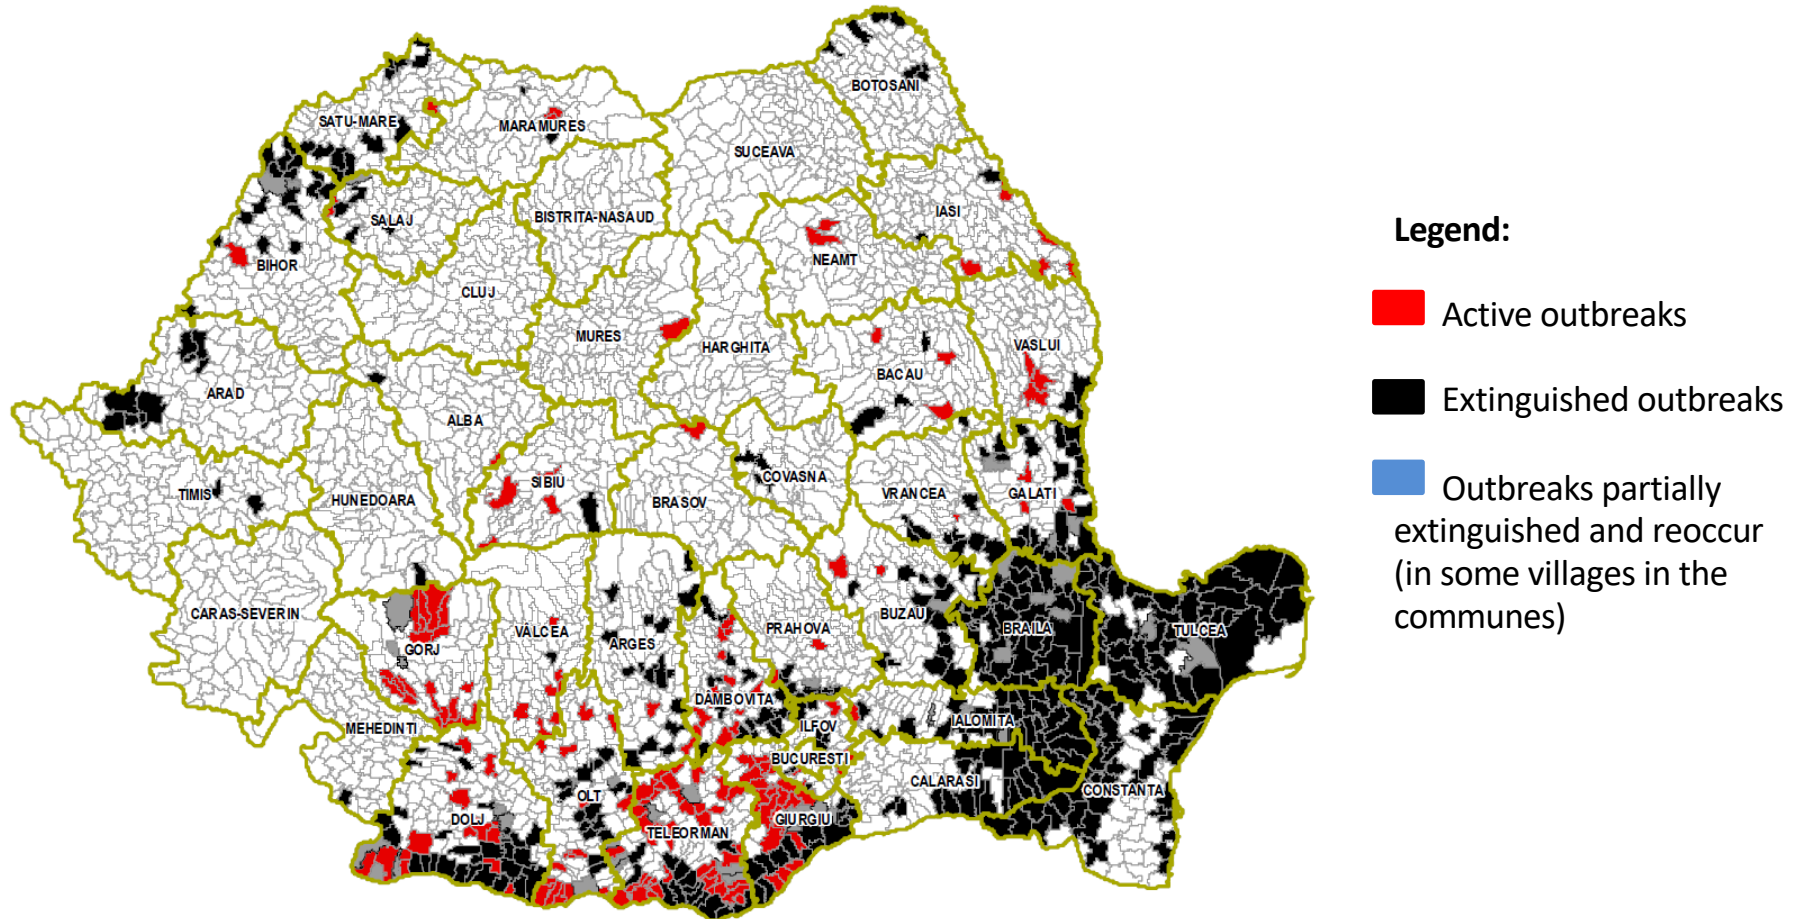 BOTOSANI
SATU-MARE
MARAMURES
SUCEAVA
IASI
SALAJ
BISTRITA-NASAUD
NEAMT
BIHOR
CLUJ
MURES
HARGHITA
VASLUI
BACAU
ARAD
ALBA
SIBIU
COVASNA
TIMIS
HUNEDOARA
BRASOV
VRANCEA
GALATI
CARAS-SEVERIN
BUZAU
VÂLCEA
PRAHOVA
BRAILA
TULCEA
GORJ
ARGES
DÂMBOVITA
MEHEDINTI
ILFOV
IALOMITA
BUCURESTI
CALARASI
CONSTANTA
OLT
DOLJ
TELEORMAN
GIURGIU
Legend:
Active outbreaks
Extinguished outbreaks
Outbreaks partially
extinguished and reoccur
(in some villages in the
communes)